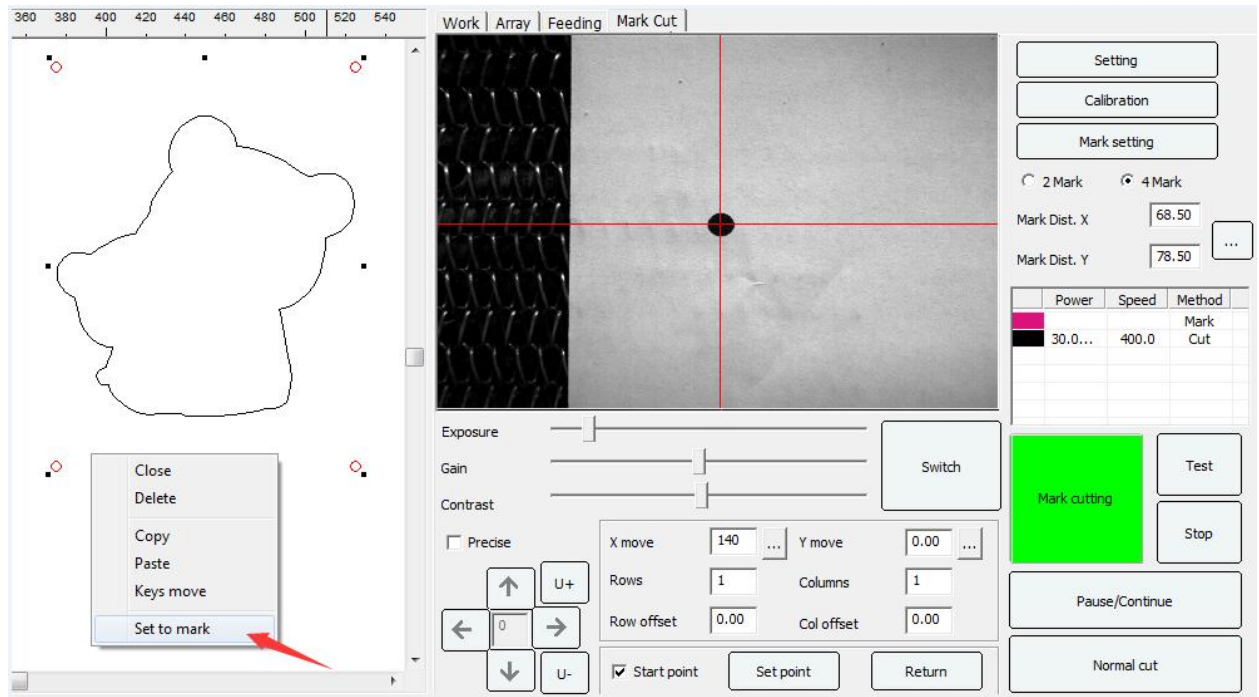 360 380 400 420 440 460 480 500 520 540
Close
Delete
Copy
Paste
Keys move
Set to mark
Work Array Feeding Mark Cut
Exposure
Gain
Contrast
Switch
Precise
U+
0
U-
X move 140 ... Y move 0.00 ...
Rows 1 Columns 1
Row offset 0.00 Col offset 0.00
Start point Set point Return
Setting
Calibration
Mark setting
2 Mark 4 Mark
Mark Dist. X 68.50
...
Mark Dist. Y 78.50
Power Speed Method
Mark
30.0... 400.0 Cut
Mark cutting
Test
Stop
Pause/Continue
Normal cut